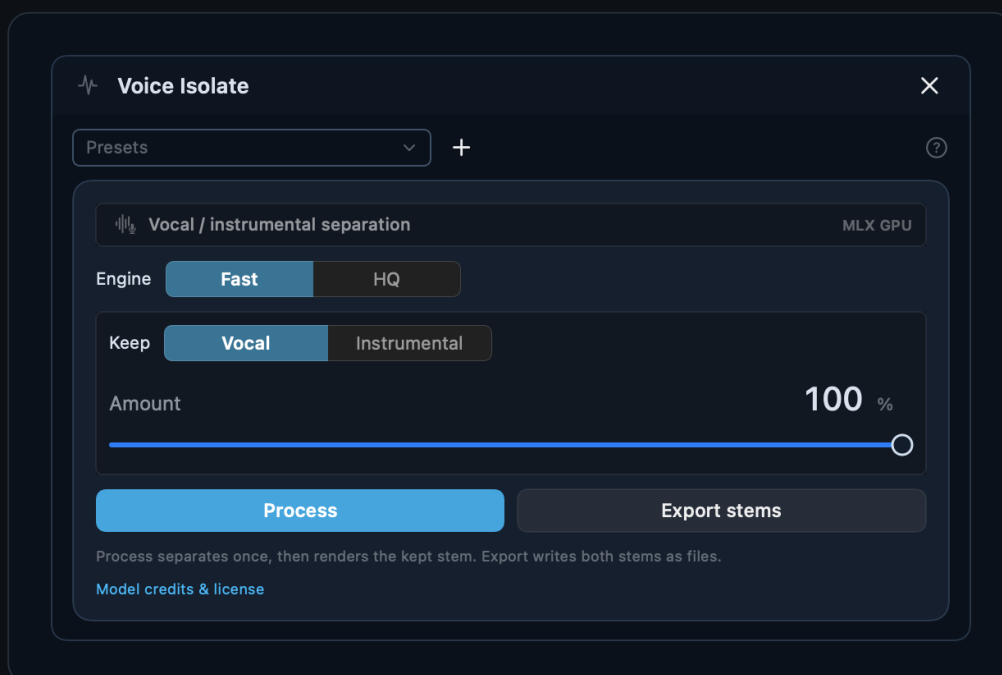 Voice Isolate
Presets
?
Vocal / instrumental separation MLX GPU
Engine Fast HQ
Keep Vocal Instrumental
Amount 100 %
Process Export stems
Process separates once, then renders the kept stem. Export writes both stems as files.
Model credits & license